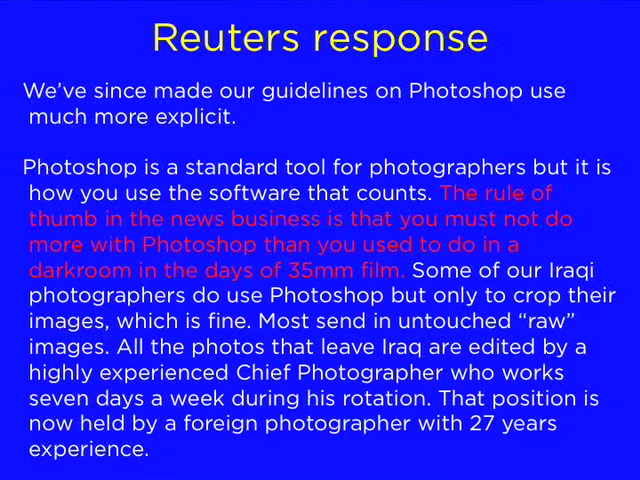 Reuters response
We’ve since made our guidelines on Photoshop use
much more explicit.
Photoshop is a standard tool for photographers but it is
how you use the software that counts. The rule of
thumb in the news business is that you must not do
more with Photoshop than you used to do in a
darkroom in the days of 35mm film. Some of our Iraqi
photographers do use Photoshop but only to crop their
images, which is fine. Most send in untouched “raw”
images. All the photos that leave Iraq are edited by a
highly experienced Chief Photographer who works
seven days a week during his rotation. That position is
now held by a foreign photographer with 27 years
experience.